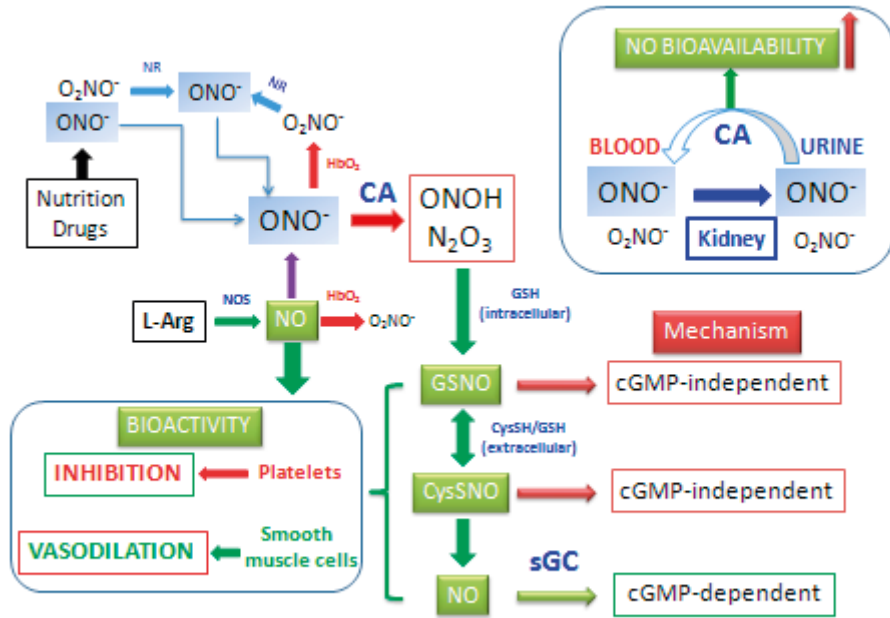 NO BIOAVAILABILITY
CA
BLOOD
URINE
ONO⁻
ONO⁻
O₂NO⁻
Kidney
O₂NO⁻
O₂NO⁻
NR
ONO⁻
NR
ONO⁻
O₂NO⁻
HbO₂
Nutrition
Drugs
ONO⁻
CA
ONOH
N₂O₃
L-Arg
NOS
NO
HbO₂
O₂NO⁻
GSH
(intracellular)
Mechanism
GSNO
cGMP-independent
CysSH/GSH
(extracellular)
CysSNO
cGMP-independent
sGC
NO
cGMP-dependent
BIOACTIVITY
INHIBITION
Platelets
VASODILATION
Smooth
muscle cells